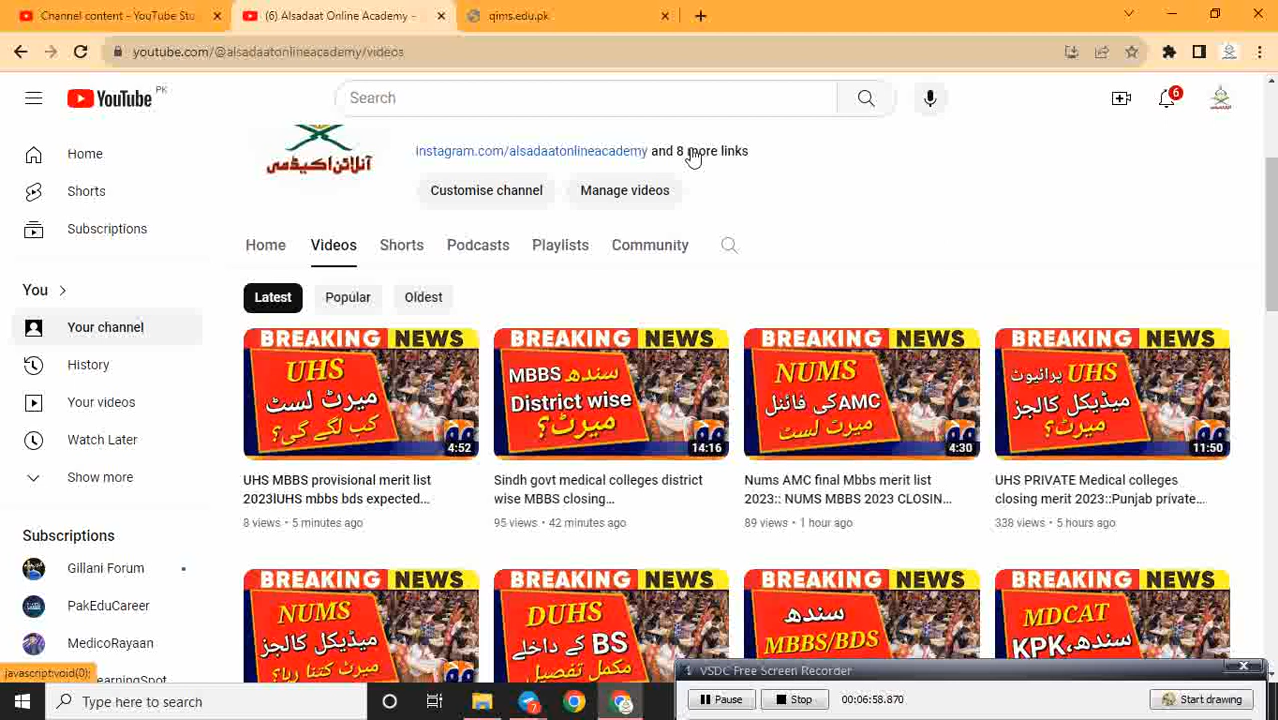 Channel content - YouTube Stu
(6) Alsadaat Online Academy -
qims.edu.pk
youtube.com/@alsadaatonlineacademy/videos
YouTube PK
Search
6
آنلائن اکیڈمی
instagram.com/alsadaatonlineacademy and 8 more links
Customise channel
Manage videos
Home
Shorts
Subscriptions
You
Your channel
History
Your videos
Watch Later
Show more
Subscriptions
Gillani Forum
PakEduCareer
MedicoRayaan
Home Videos Shorts Podcasts Playlists Community
Latest Popular Oldest
BREAKING NEWS
UHS
میرٹ لسٹ
کب لگے گی؟
4:52
UHS MBBS provisional merit list
2023lUHS mbbs bds expected...
8 views • 5 minutes ago
BREAKING NEWS
MBBS سندھ
District wise
میرٹ؟
14:16
Sindh govt medical colleges district
wise MBBS closing...
95 views • 42 minutes ago
BREAKING NEWS
NUMS
AMC کی فائنل
میرٹ لسٹ
4:30
Nums AMC final Mbbs merit list
2023:: NUMS MBBS 2023 CLOSIN...
89 views • 1 hour ago
BREAKING NEWS
UHS پرائیوٹ
میڈیکل کالجز
میرٹ؟
11:50
UHS PRIVATE Medical colleges
closing merit 2023::Punjab private...
338 views • 5 hours ago
BREAKING NEWS
NUMS
میڈیکل کالجز
میرٹ کتنا رہا؟
BREAKING NEWS
DUHS
BS کے داخلے
مکمل تفصیل
BREAKING NEWS
سندھ
MBBS/BDS
BREAKING NEWS
MDCAT
سندھ،KPK
javascript:void(0);
VSDC Free Screen Recorder
Pause
Stop
00:06:58.870
Start drawing
Type here to search